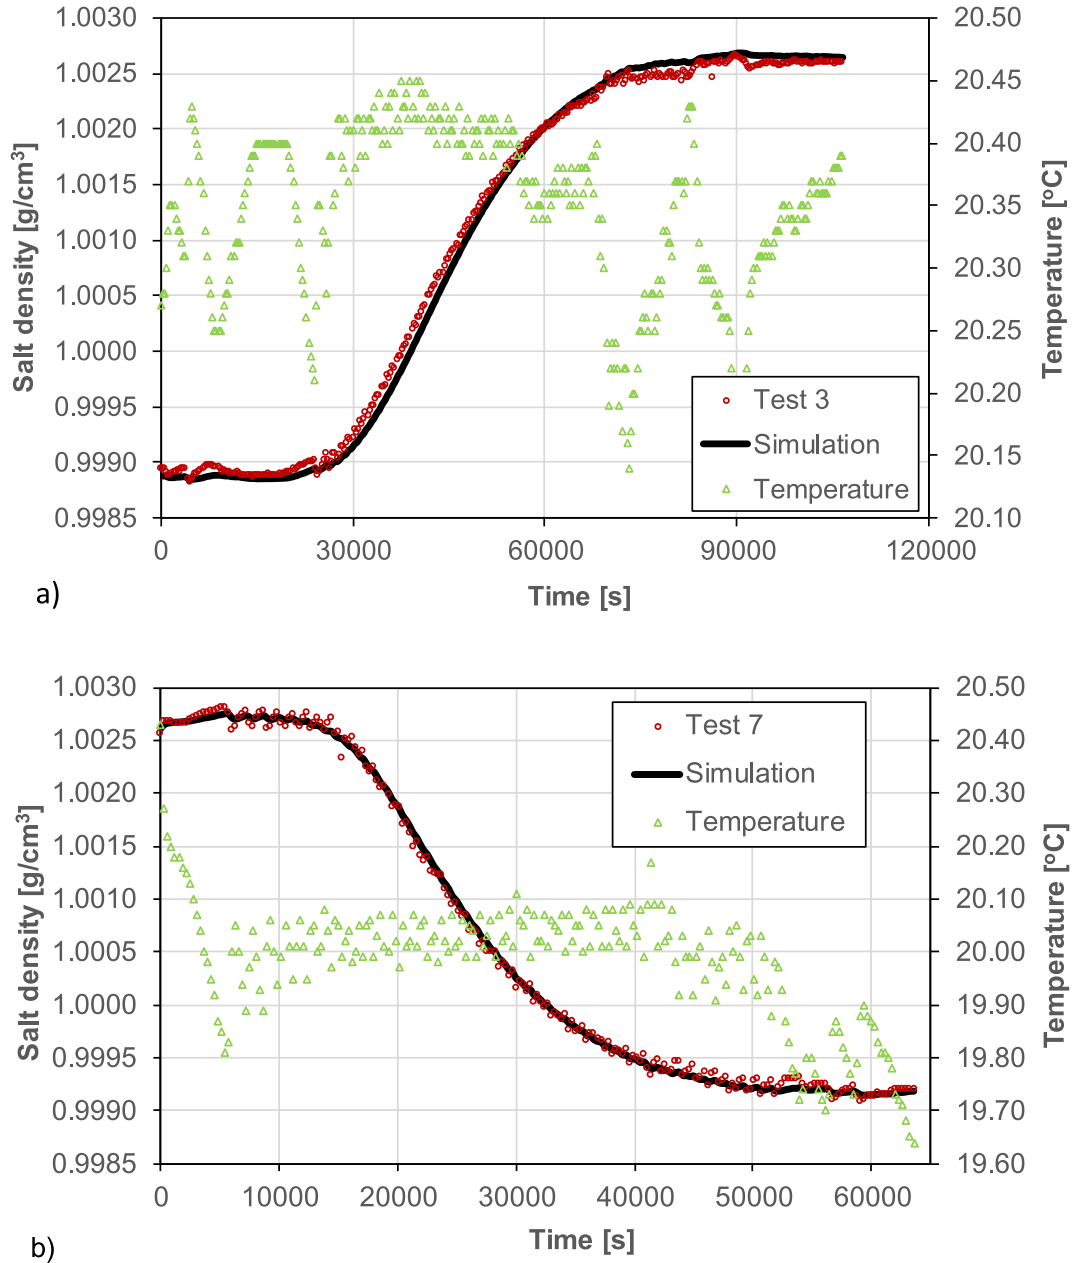 1.0030
1.0025
1.0020
1.0015
1.0010
1.0005
1.0000
0.9995
0.9990
0.9985
Salt density [g/cm³]
20.50
20.45
20.40
20.35
20.30
20.25
20.20
20.15
20.10
Temperature [ºC]
Test 3
Simulation
Temperature
0 30000 60000 90000 120000
Time [s]
a)
1.0030
1.0025
1.0020
1.0015
1.0010
1.0005
1.0000
0.9995
0.9990
0.9985
Salt density [g/cm³]
20.50
20.40
20.30
20.20
20.10
20.00
19.90
19.80
19.70
19.60
Temperature [ºC]
Test 7
Simulation
Temperature
0 10000 20000 30000 40000 50000 60000
Time [s]
b)